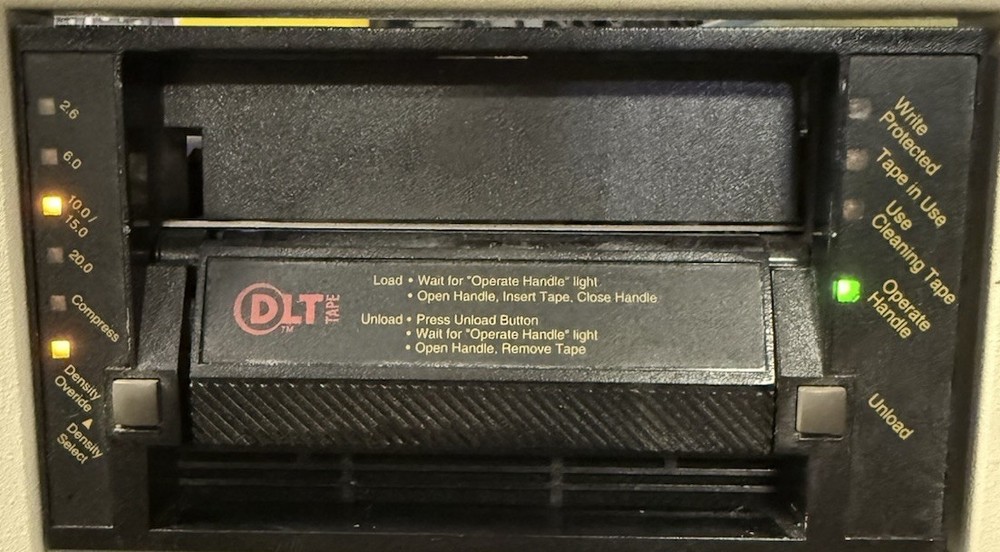 2.6
6.0
10.0/
15.0
20.0
Compress
Density
Override
▲
Density
Select
DLT
TAPE
TM
Load • Wait for "Operate Handle" light
• Open Handle, Insert Tape, Close Handle
Unload • Press Unload Button
• Wait for "Operate Handle" light
• Open Handle, Remove Tape
Write
Protected
Tape in Use
Use
Cleaning Tape
Operate
Handle
Unload